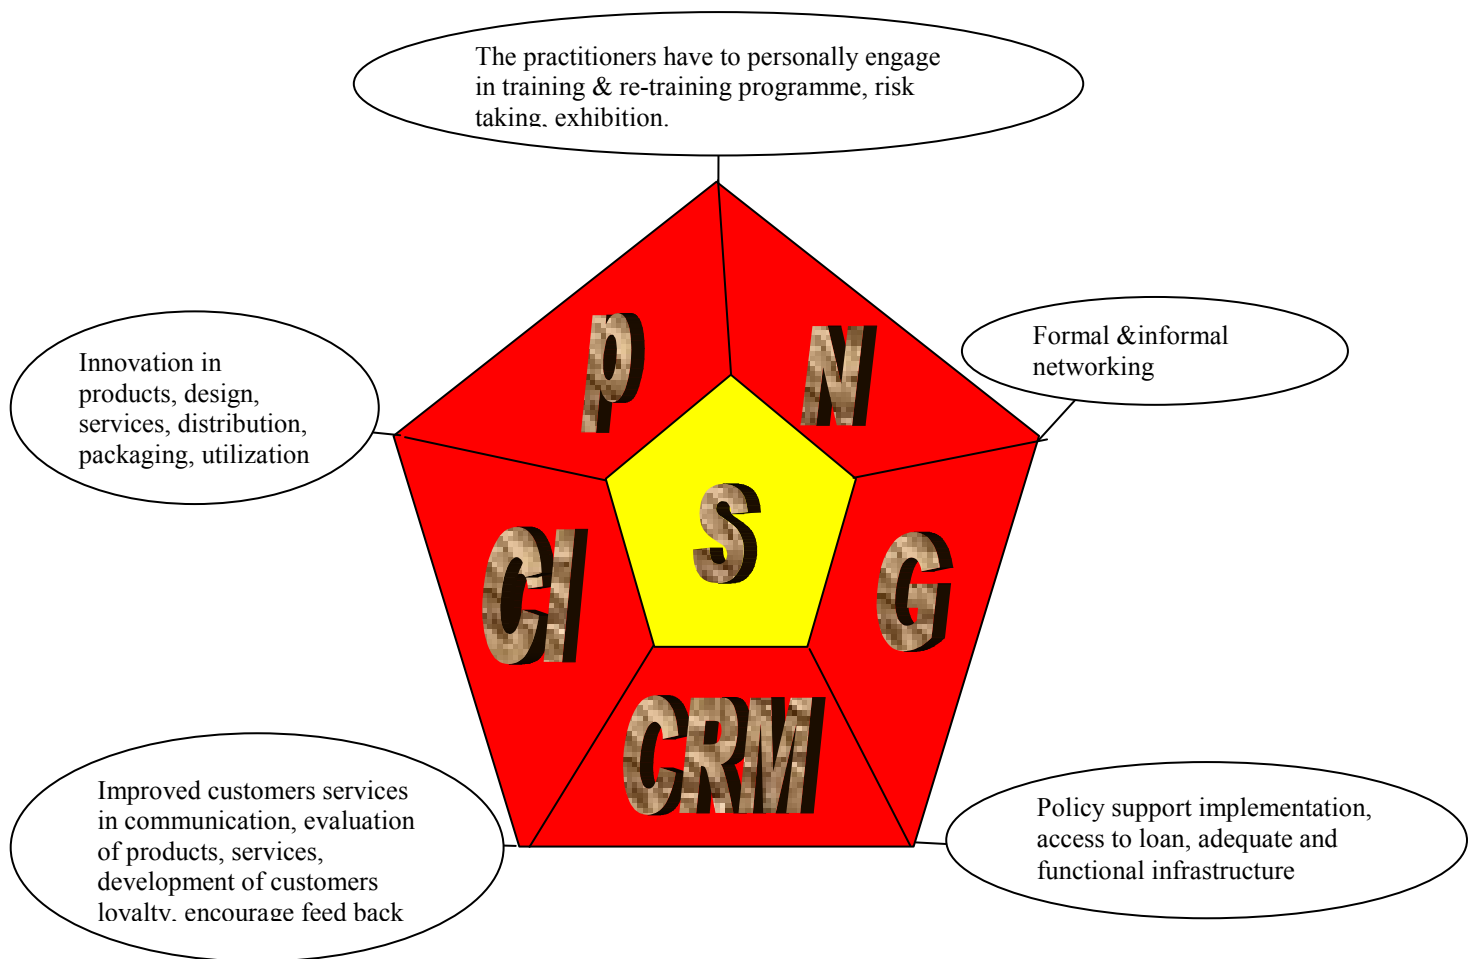 The practitioners have to personally engage
in training & re-training programme, risk
taking, exhibition.
P
N
Formal &informal
networking
Innovation in
products, design,
services, distribution,
packaging, utilization
S
CI
G
CRM
Improved customers services
in communication, evaluation
of products, services,
development of customers
loyalty, encourage feed back
Policy support implementation,
access to loan, adequate and
functional infrastructure